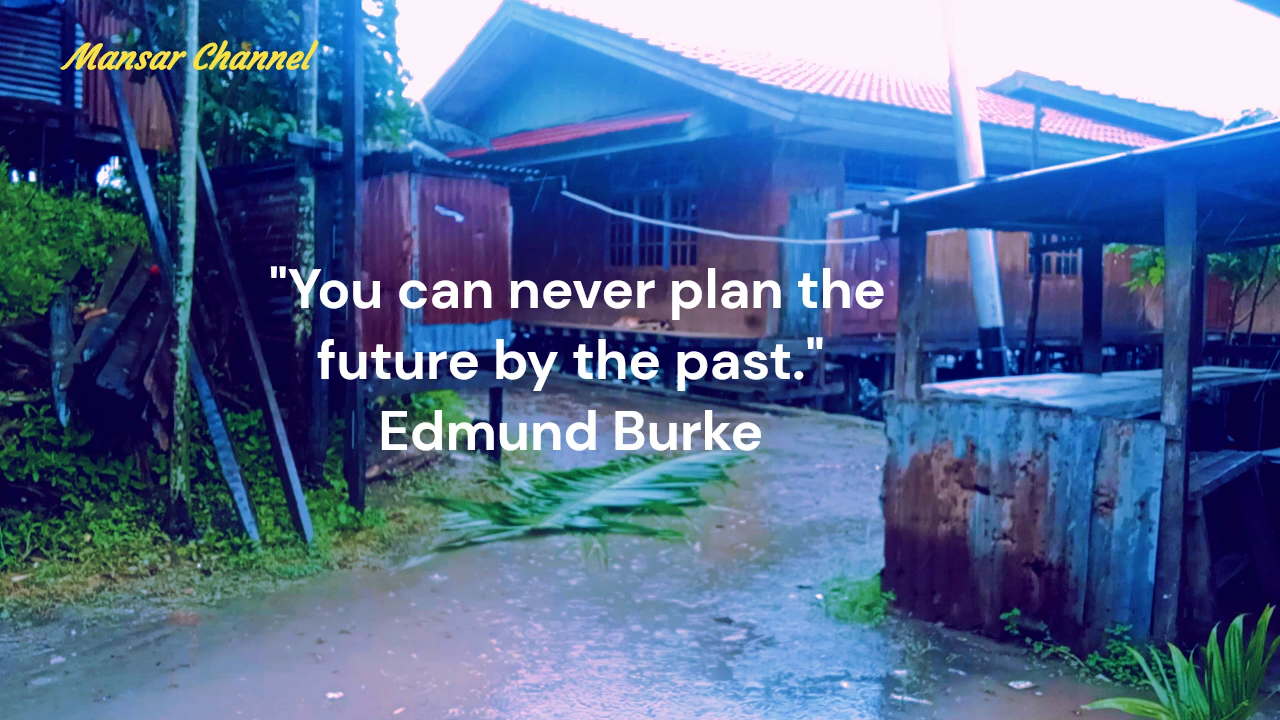 Mansar Channel
"You can never plan the
future by the past."
Edmund Burke